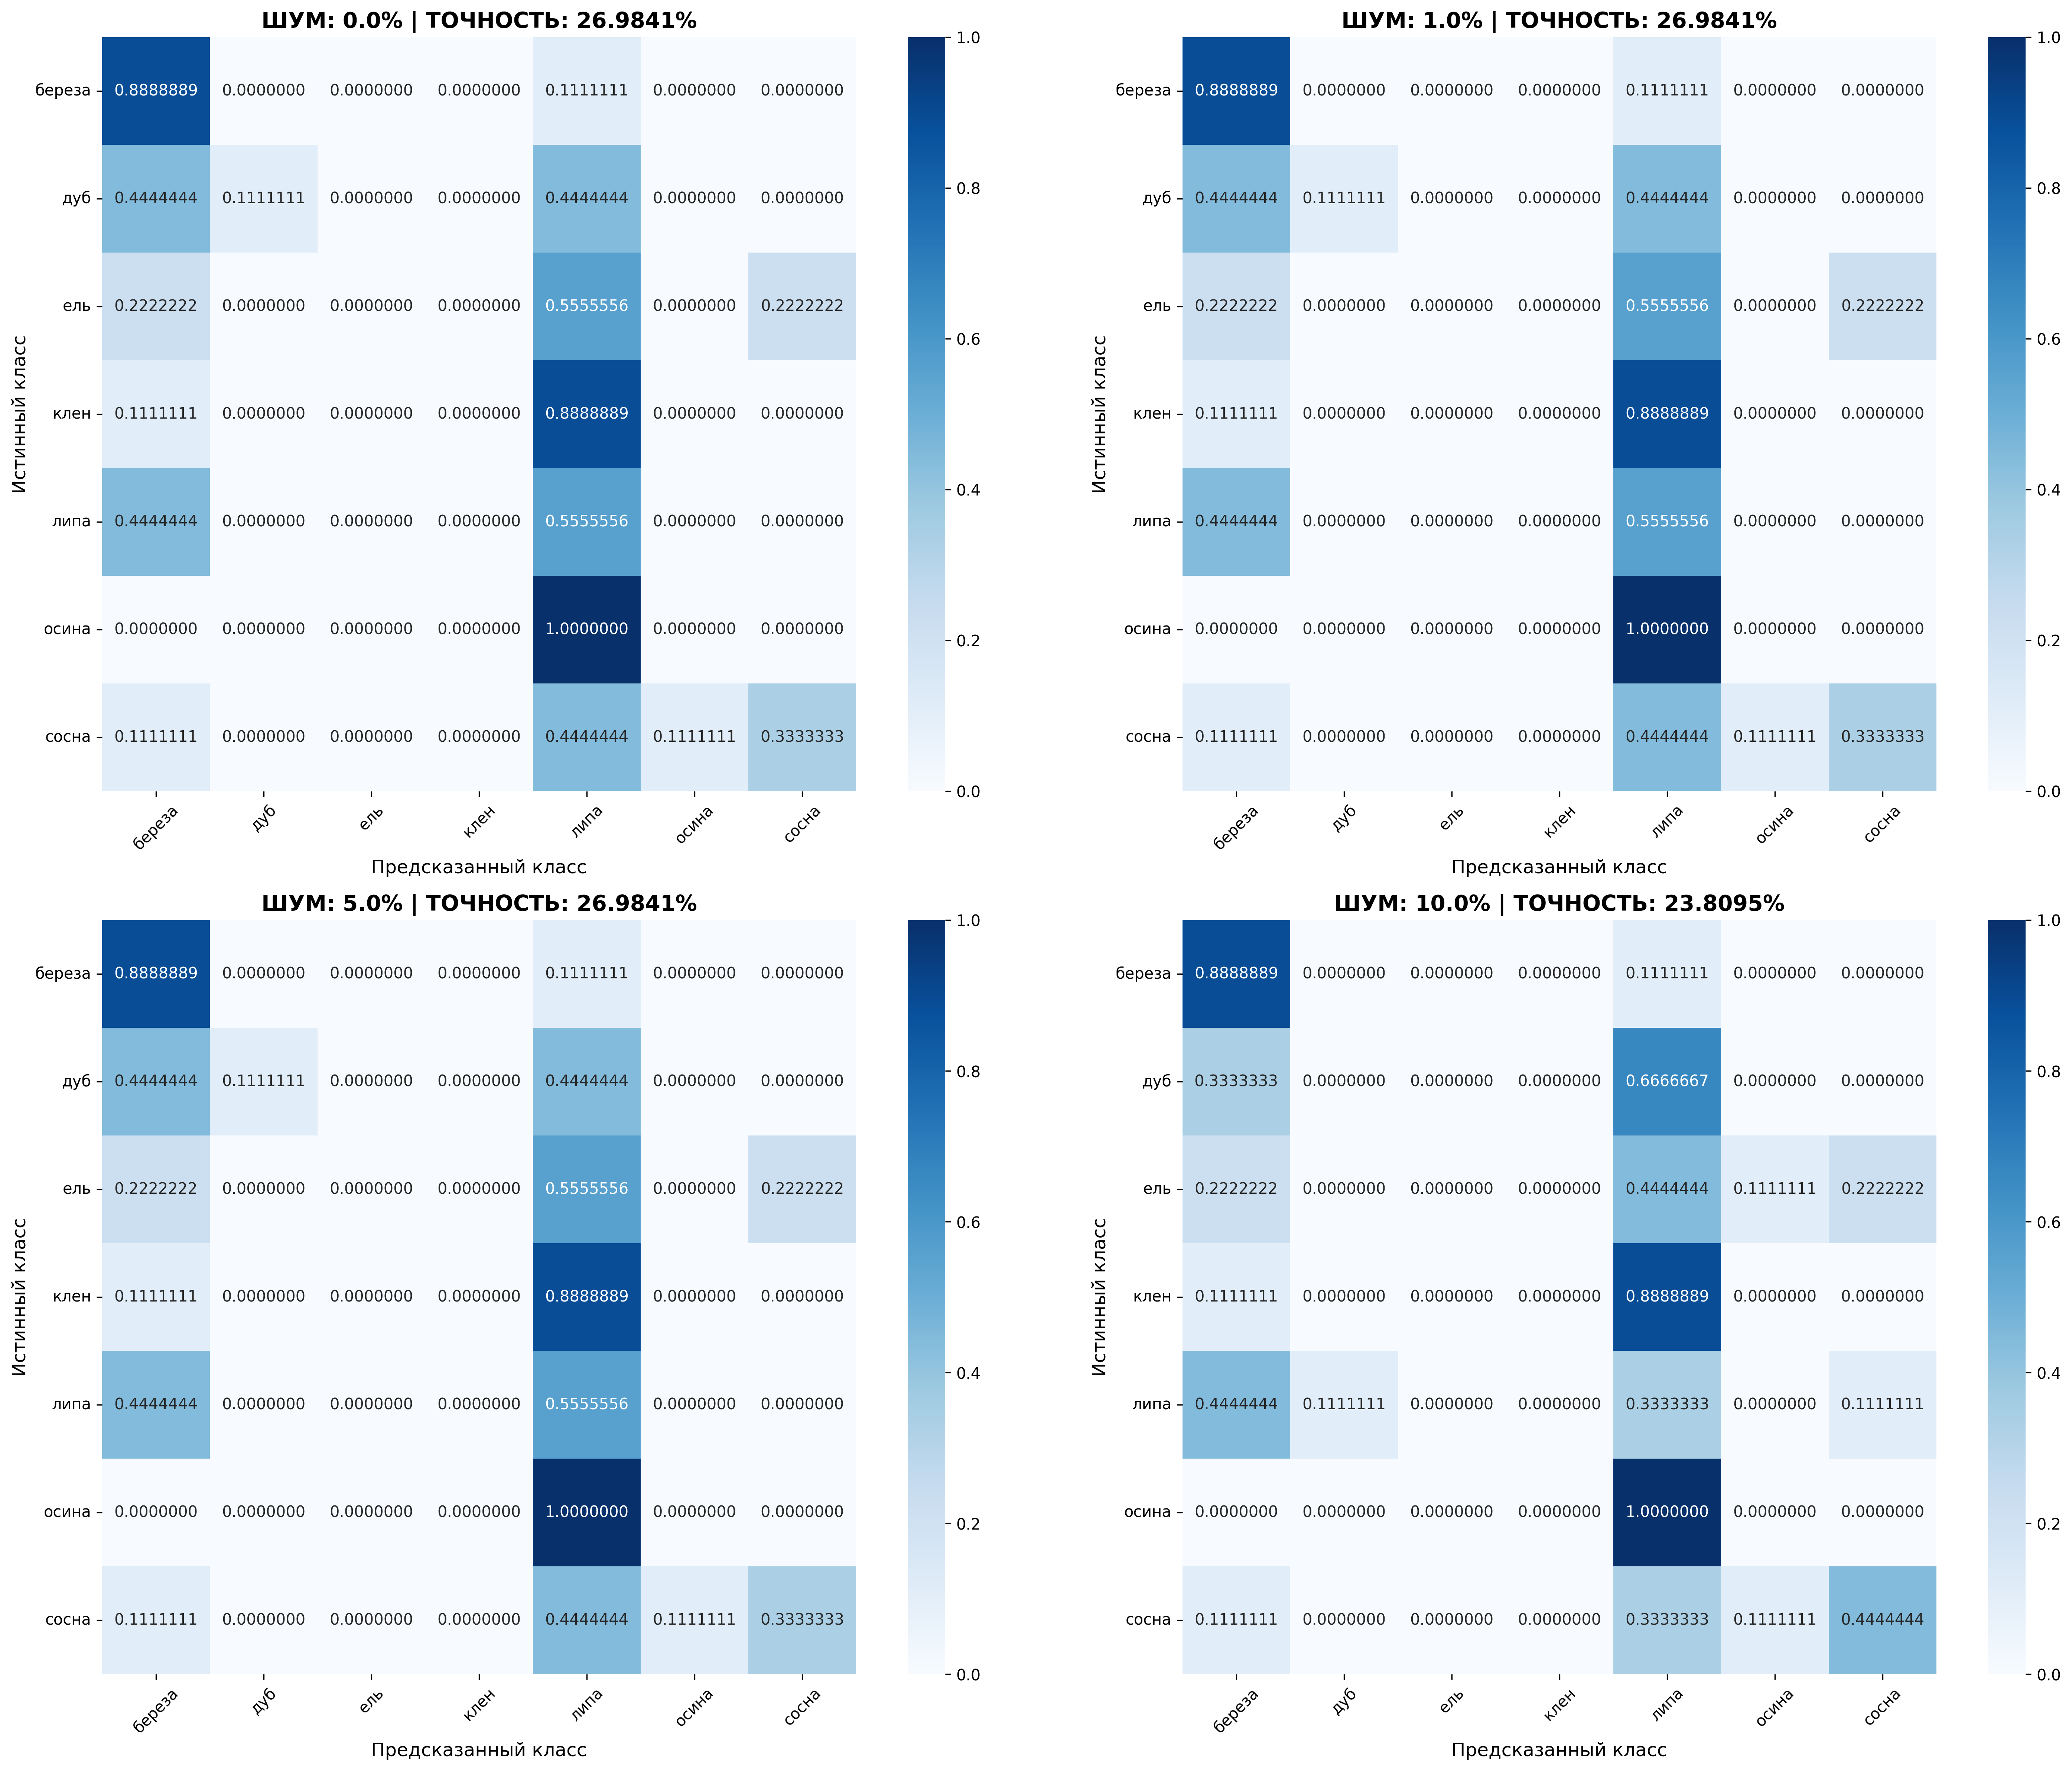 ШУМ: 0.0% | ТОЧНОСТЬ: 26.9841%
Истинный класс
береза 0.8888889 0.0000000 0.0000000 0.0000000 0.1111111 0.0000000 0.0000000
дуб 0.4444444 0.1111111 0.0000000 0.0000000 0.4444444 0.0000000 0.0000000
ель 0.2222222 0.0000000 0.0000000 0.0000000 0.5555556 0.0000000 0.2222222
клен 0.1111111 0.0000000 0.0000000 0.0000000 0.8888889 0.0000000 0.0000000
липа 0.4444444 0.0000000 0.0000000 0.0000000 0.5555556 0.0000000 0.0000000
осина 0.0000000 0.0000000 0.0000000 0.0000000 1.0000000 0.0000000 0.0000000
сосна 0.1111111 0.0000000 0.0000000 0.0000000 0.4444444 0.1111111 0.3333333
береза дуб ель клен липа осина сосна
Предсказанный класс
1.0
0.8
0.6
0.4
0.2
0.0
ШУМ: 1.0% | ТОЧНОСТЬ: 26.9841%
Истинный класс
береза 0.8888889 0.0000000 0.0000000 0.0000000 0.1111111 0.0000000 0.0000000
дуб 0.4444444 0.1111111 0.0000000 0.0000000 0.4444444 0.0000000 0.0000000
ель 0.2222222 0.0000000 0.0000000 0.0000000 0.5555556 0.0000000 0.2222222
клен 0.1111111 0.0000000 0.0000000 0.0000000 0.8888889 0.0000000 0.0000000
липа 0.4444444 0.0000000 0.0000000 0.0000000 0.5555556 0.0000000 0.0000000
осина 0.0000000 0.0000000 0.0000000 0.0000000 1.0000000 0.0000000 0.0000000
сосна 0.1111111 0.0000000 0.0000000 0.0000000 0.4444444 0.1111111 0.3333333
береза дуб ель клен липа осина сосна
Предсказанный класс
1.0
0.8
0.6
0.4
0.2
0.0
ШУМ: 5.0% | ТОЧНОСТЬ: 26.9841%
Истинный класс
береза 0.8888889 0.0000000 0.0000000 0.0000000 0.1111111 0.0000000 0.0000000
дуб 0.4444444 0.1111111 0.0000000 0.0000000 0.4444444 0.0000000 0.0000000
ель 0.2222222 0.0000000 0.0000000 0.0000000 0.5555556 0.0000000 0.2222222
клен 0.1111111 0.0000000 0.0000000 0.0000000 0.8888889 0.0000000 0.0000000
липа 0.4444444 0.0000000 0.0000000 0.0000000 0.5555556 0.0000000 0.0000000
осина 0.0000000 0.0000000 0.0000000 0.0000000 1.0000000 0.0000000 0.0000000
сосна 0.1111111 0.0000000 0.0000000 0.0000000 0.4444444 0.1111111 0.3333333
береза дуб ель клен липа осина сосна
Предсказанный класс
1.0
0.8
0.6
0.4
0.2
0.0
ШУМ: 10.0% | ТОЧНОСТЬ: 23.8095%
Истинный класс
береза 0.8888889 0.0000000 0.0000000 0.0000000 0.1111111 0.0000000 0.0000000
дуб 0.3333333 0.0000000 0.0000000 0.0000000 0.6666667 0.0000000 0.0000000
ель 0.2222222 0.0000000 0.0000000 0.0000000 0.4444444 0.1111111 0.2222222
клен 0.1111111 0.0000000 0.0000000 0.0000000 0.8888889 0.0000000 0.0000000
липа 0.4444444 0.1111111 0.0000000 0.0000000 0.3333333 0.0000000 0.1111111
осина 0.0000000 0.0000000 0.0000000 0.0000000 1.0000000 0.0000000 0.0000000
сосна 0.1111111 0.0000000 0.0000000 0.0000000 0.3333333 0.1111111 0.4444444
береза дуб ель клен липа осина сосна
Предсказанный класс
1.0
0.8
0.6
0.4
0.2
0.0